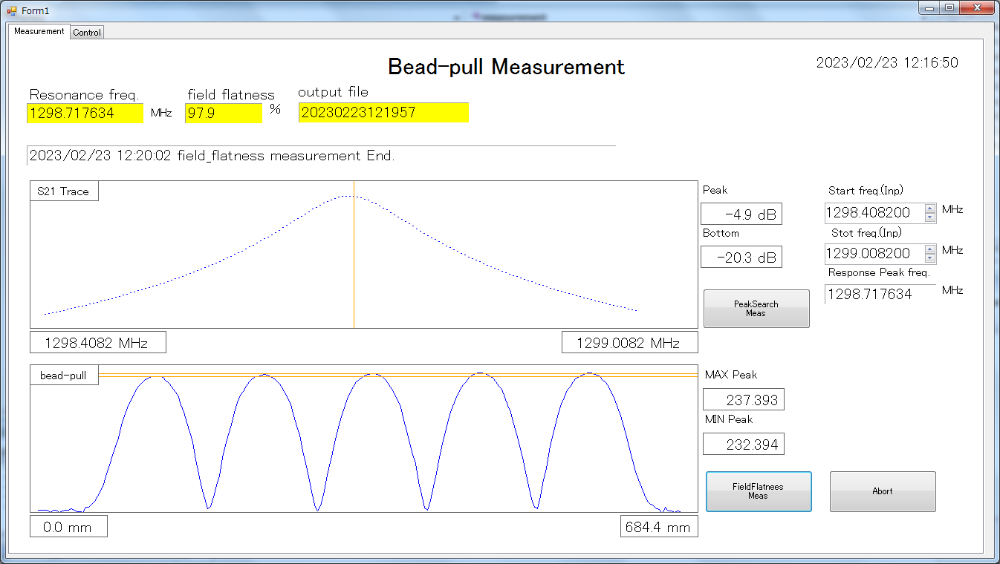 Form1
Measurement
Control
Bead-pull Measurement
2023/02/23 12:16:50
Resonance freq.
1298.717634 MHz
field flatness
97.9 %
output file
20230223121957
2023/02/23 12:20:02 field_flatness measurement End.
S21 Trace
1298.4082 MHz
1299.0082 MHz
Peak
-4.9 dB
Bottom
-20.3 dB
PeakSearch
Meas
Start freq.(Inp)
1298.408200 MHz
Stot freq.(Inp)
1299.008200 MHz
Response Peak freq.
1298.717634 MHz
bead-pull
0.0 mm
684.4 mm
MAX Peak
237.393
MIN Peak
232.394
FieldFlatnees
Meas
Abort